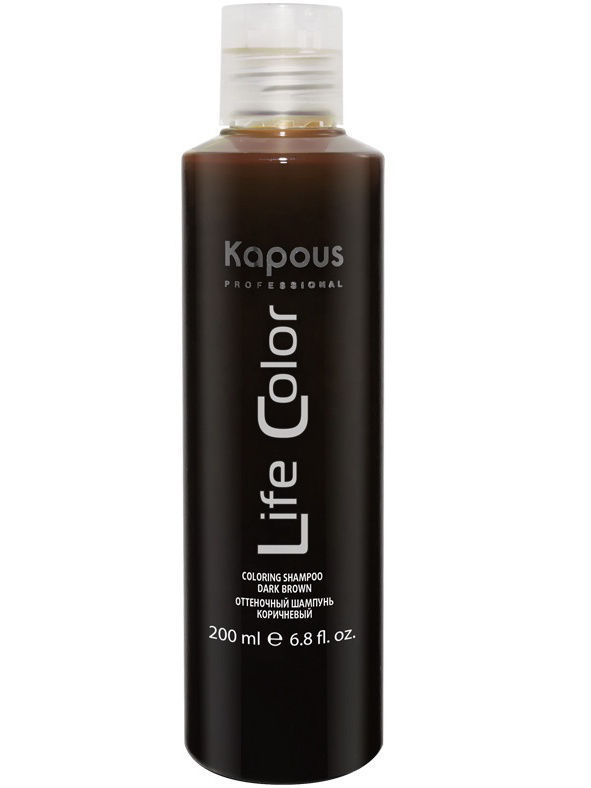 Kapous
PROFESSIONAL
Life Color
COLORING SHAMPOO
DARK BROWN
ОТТЕНОЧНЫЙ ШАМПУНЬ
КОРИЧНЕВЫЙ
200 ml ℮ 6.8 fl. oz.